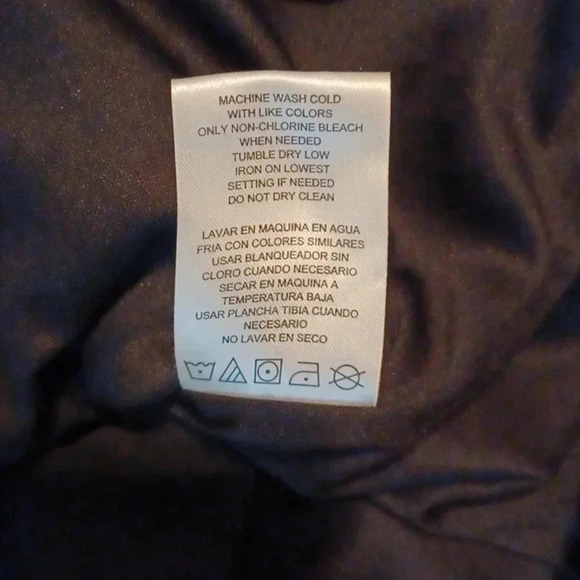 MACHINE WASH COLD
WITH LIKE COLORS
ONLY NON-CHLORINE BLEACH
WHEN NEEDED
TUMBLE DRY LOW
IRON ON LOWEST
SETTING IF NEEDED
DO NOT DRY CLEAN
LAVAR EN MAQUINA EN AGUA
FRIA CON COLORES SIMILARES
USAR BLANQUEADOR SIN
CLORO CUANDO NECESARIO
SECAR EN MAQUINA A
TEMPERATURA BAJA
USAR PLANCHA TIBIA CUANDO
NECESARIO
NO LAVAR EN SECO